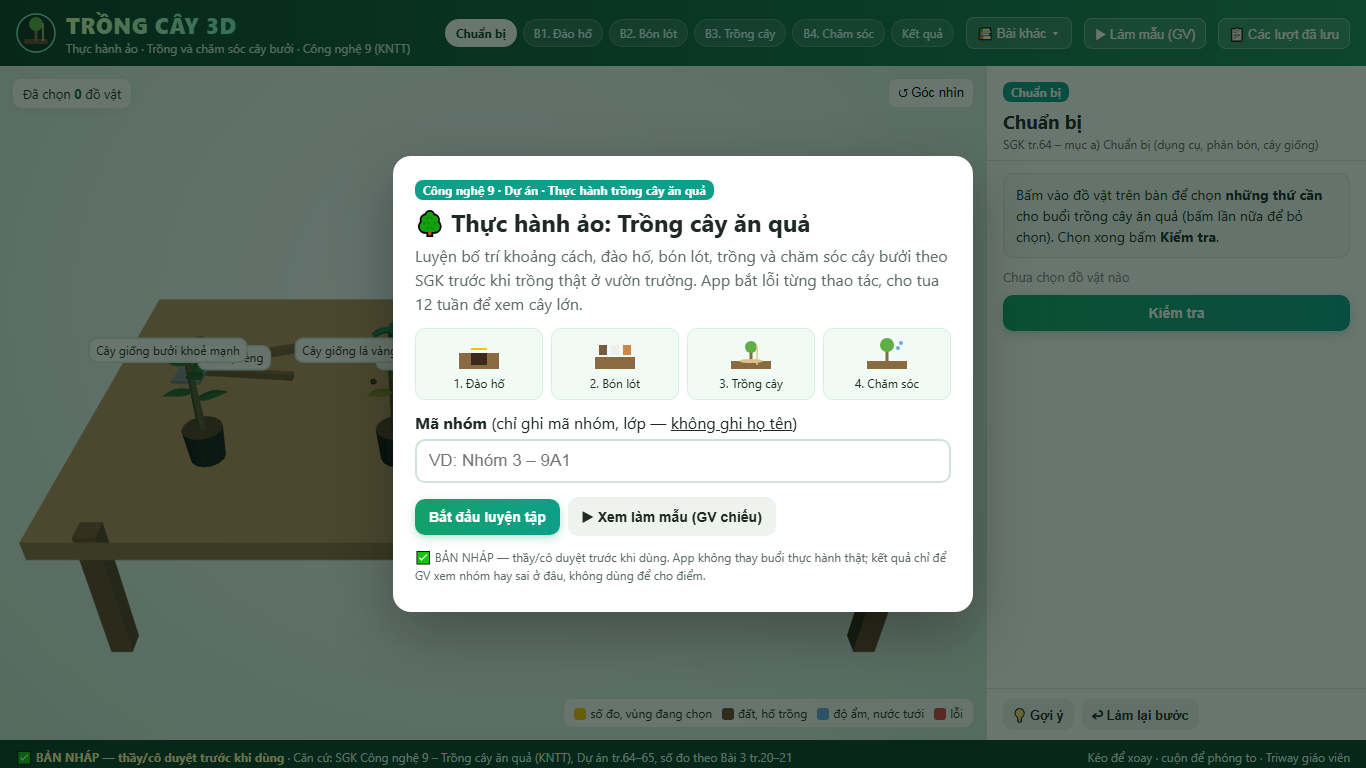 TRỒNG CÂY 3D
Thực hành ảo · Trồng và chăm sóc cây bưởi · Công nghệ 9 (KNTT)
Chuẩn bị
B1. Đào hố
B2. Bón lót
B3. Trồng cây
B4. Chăm sóc
Kết quả
Bài khác
Làm mẫu (GV)
Các lượt đã lưu
Đã chọn 0 đồ vật
Góc nhìn
Cây giống bưởi khoẻ mạnh
Cây giống lá vàng
Công nghệ 9 · Dự án · Thực hành trồng cây ăn quả
Thực hành ảo: Trồng cây ăn quả
Luyện bố trí khoảng cách, đào hố, bón lót, trồng và chăm sóc cây bưởi theo
SGK trước khi trồng thật ở vườn trường. App bắt lỗi từng thao tác, cho tua
12 tuần để xem cây lớn.
1. Đào hố
2. Bón lót
3. Trồng cây
4. Chăm sóc
Mã nhóm (chỉ ghi mã nhóm, lớp — không ghi họ tên)
VD: Nhóm 3 – 9A1
Bắt đầu luyện tập
Xem làm mẫu (GV chiếu)
BẢN NHÁP — thầy/cô duyệt trước khi dùng. App không thay buổi thực hành thật; kết quả chỉ để
GV xem nhóm hay sai ở đâu, không dùng để cho điểm.
Chuẩn bị
Chuẩn bị
SGK tr.64 – mục a) Chuẩn bị (dụng cụ, phân bón, cây giống)
Bấm vào đồ vật trên bàn để chọn những thứ cần
cho buổi trồng cây ăn quả (bấm lần nữa để bỏ
chọn). Chọn xong bấm Kiểm tra.
Chưa chọn đồ vật nào
Kiểm tra
số đo, vùng đang chọn
đất, hố trồng
độ ẩm, nước tưới
lỗi
Gợi ý
Làm lại bước
BẢN NHÁP — thầy/cô duyệt trước khi dùng · Căn cứ: SGK Công nghệ 9 – Trồng cây ăn quả (KNTT), Dự án tr.64–65, số đo theo Bài 3 tr.20–21
Kéo để xoay · cuộn để phóng to · Triway giáo viên